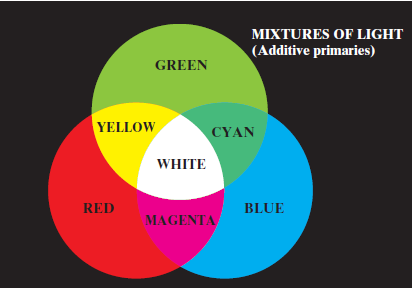 MIXTURES OF LIGHT
(Additive primaries)
GREEN
YELLOW
CYAN
WHITE
RED
BLUE
MAGENTA